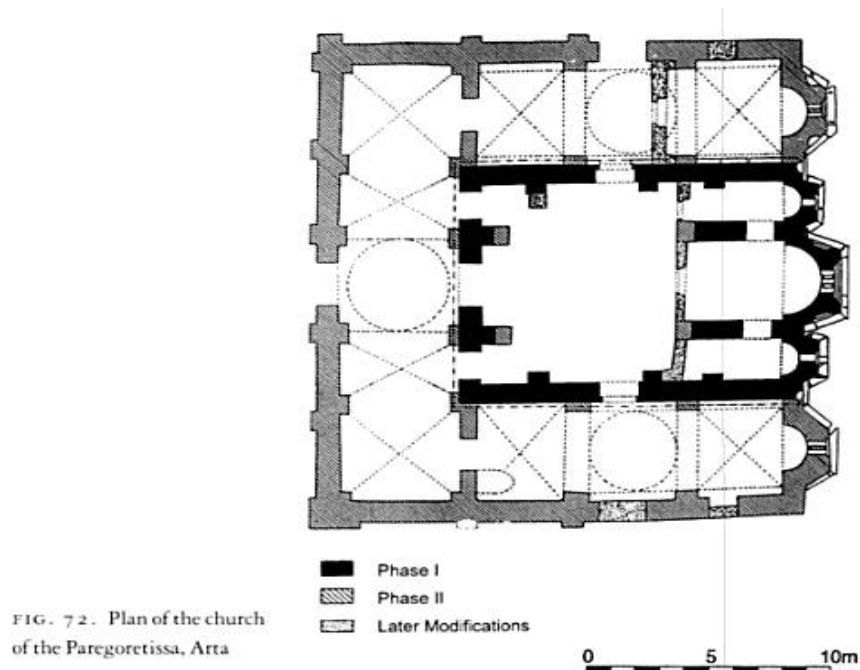 Phase I
Phase II
Later Modifications
FIG. 72. Plan of the church
of the Paregoretissa, Arta
0 5 10m